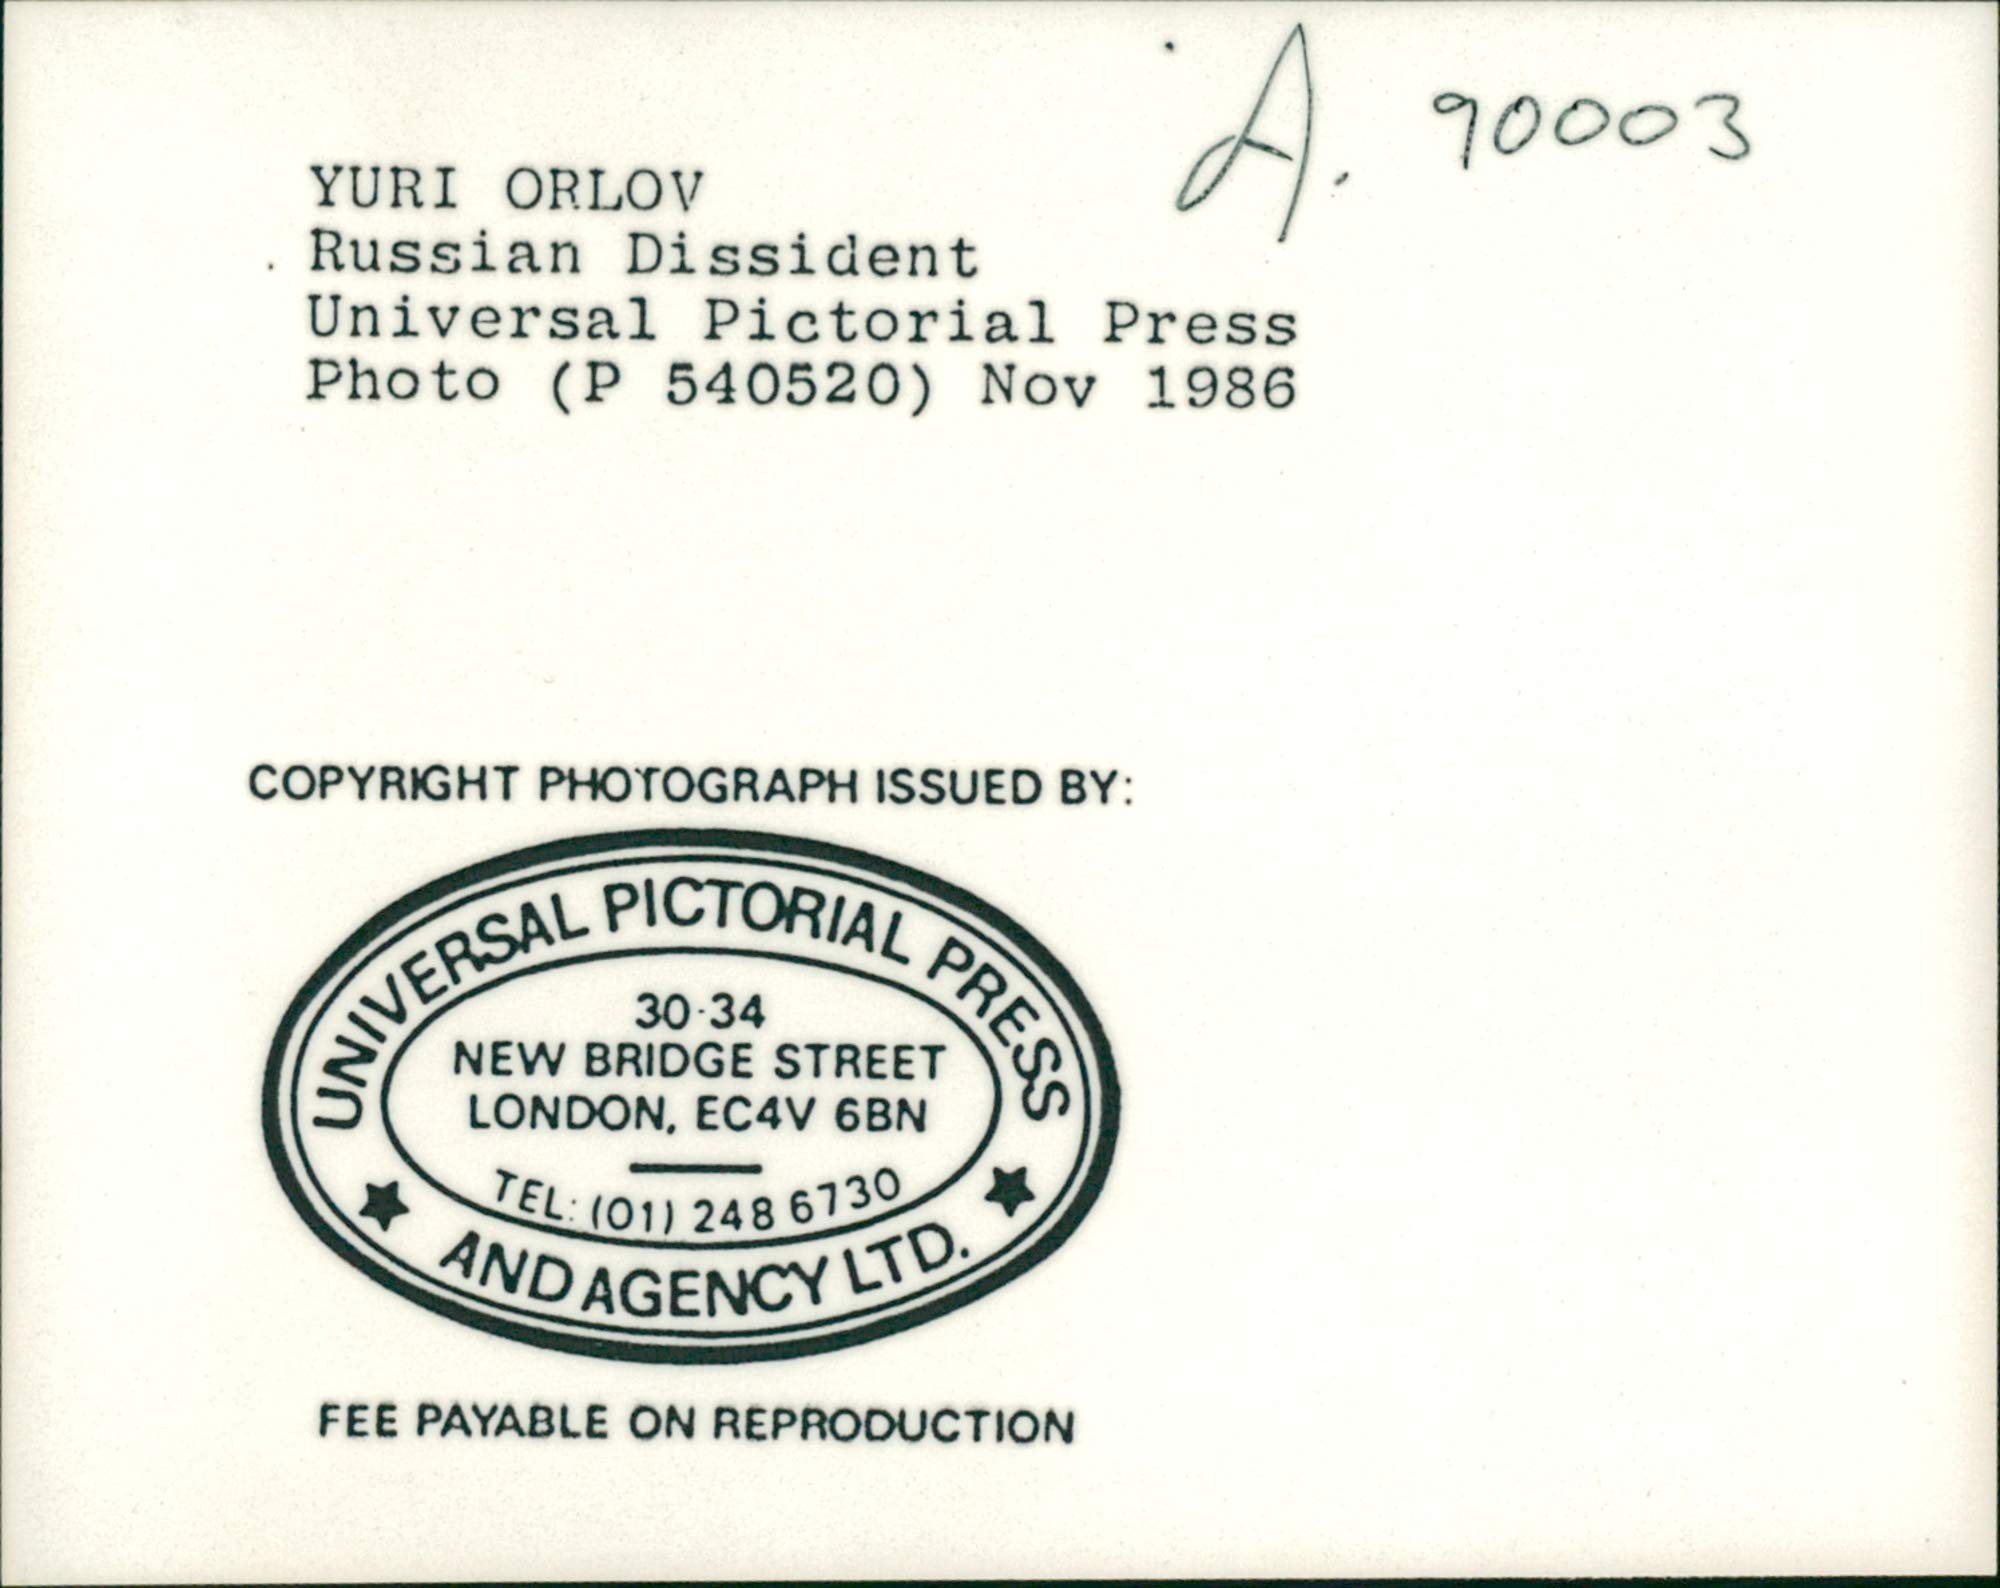 A. 90003
YURI ORLOV
Russian Dissident
Universal Pictorial Press
Photo (P 540520) Nov 1986
COPYRIGHT PHOTOGRAPH ISSUED BY:
UNIVERSAL PICTORIAL PRESS
30-34
NEW BRIDGE STREET
LONDON, EC4V 6BN
TEL: (01) 248 6730
AND AGENCY LTD.
FEE PAYABLE ON REPRODUCTION